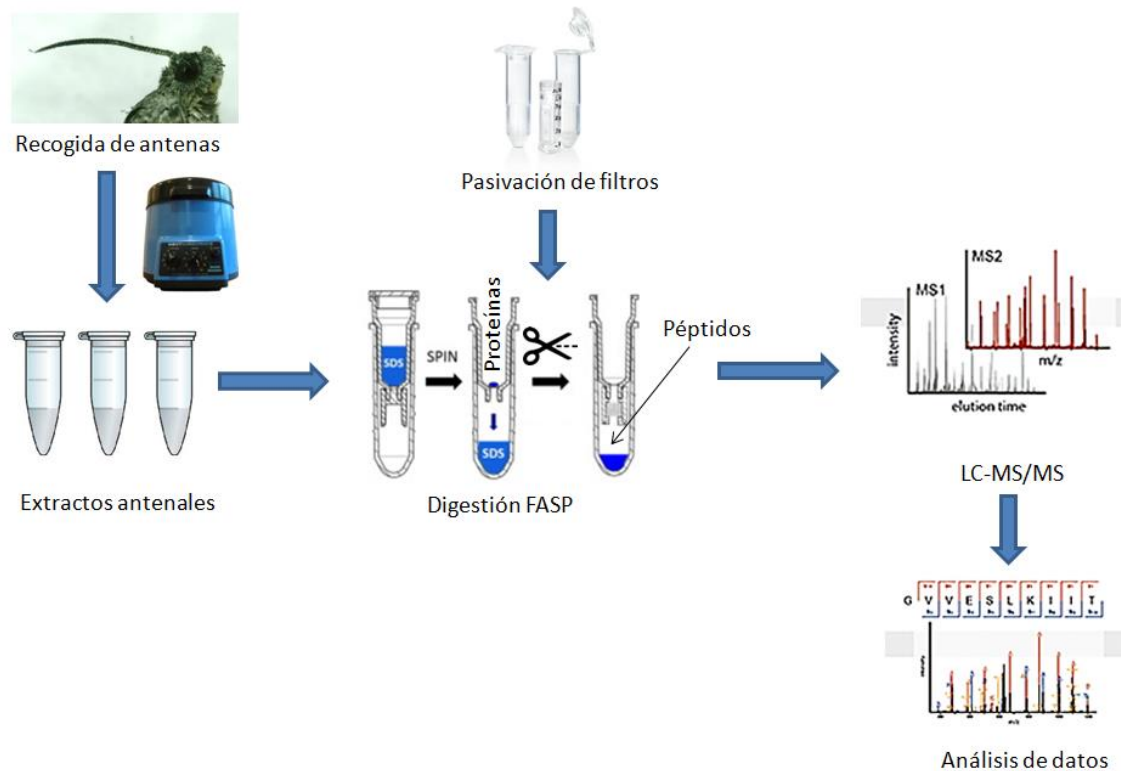 Recogida de antenas
Pasivación de filtros
Extractos antenales
SDS
SPIN
Proteínas
SDS
Péptidos
Digestión FASP
MS2
MS1
intensity
m/z
elution time
LC-MS/MS
G V V E S L K I I T
Análisis de datos